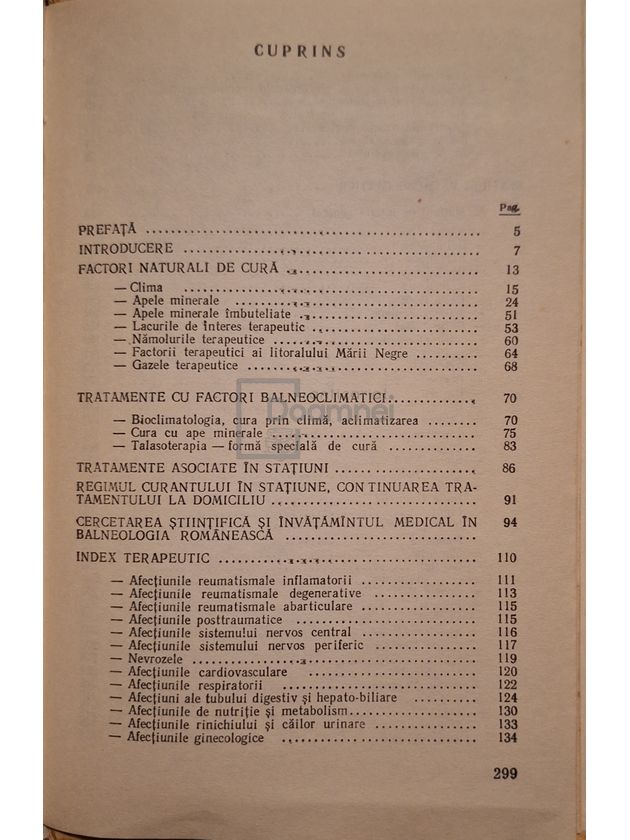 CUPRINS
Pag.
PREFAȚĂ 5
INTRODUCERE 7
FACTORI NATURALI DE CURĂ 13
— Clima 15
— Apele minerale 24
— Apele minerale îmbuteliate 51
— Lacurile de interes terapeutic 53
— Nămolurile terapeutice 60
— Factorii terapeutici ai litoralului Mării Negre 64
— Gazele terapeutice 68
TRATAMENTE CU FACTORI BALNEOCLIMATICI 70
— Bioclimatologia, cura prin climă, aclimatizarea 70
— Cura cu ape minerale 75
— Talasoterapia — formă specială de cură 83
TRATAMENTE ASOCIATE ÎN STAȚIUNI 86
REGIMUL CURANTULUI ÎN STAȚIUNE, CONTINUAREA TRA-
TAMENTULUI LA DOMICILIU 91
CERCETAREA ȘTIINȚIFICĂ ȘI ÎNVĂȚĂMÎNTUL MEDICAL ÎN 94
BALNEOLOGIA ROMÂNEASCĂ
INDEX TERAPEUTIC 110
— Afecțiunile reumatismale inflamatorii 111
— Afecțiunile reumatismale degenerative 113
— Afecțiunile reumatismale abarticulare 115
— Afecțiunile posttraumatice 115
— Afecțiunile sistemului nervos central 116
— Afecțiunile sistemului nervos periferic 117
— Nevrozele 119
— Afecțiunile cardiovasculare 120
— Afecțiunile respiratorii 122
— Afecțiuni ale tubului digestiv și hepato-biliare 124
— Afecțiunile de nutriție și metabolism 130
— Afecțiunile rinichiului și căilor urinare 133
— Afecțiunile ginecologice 134
299